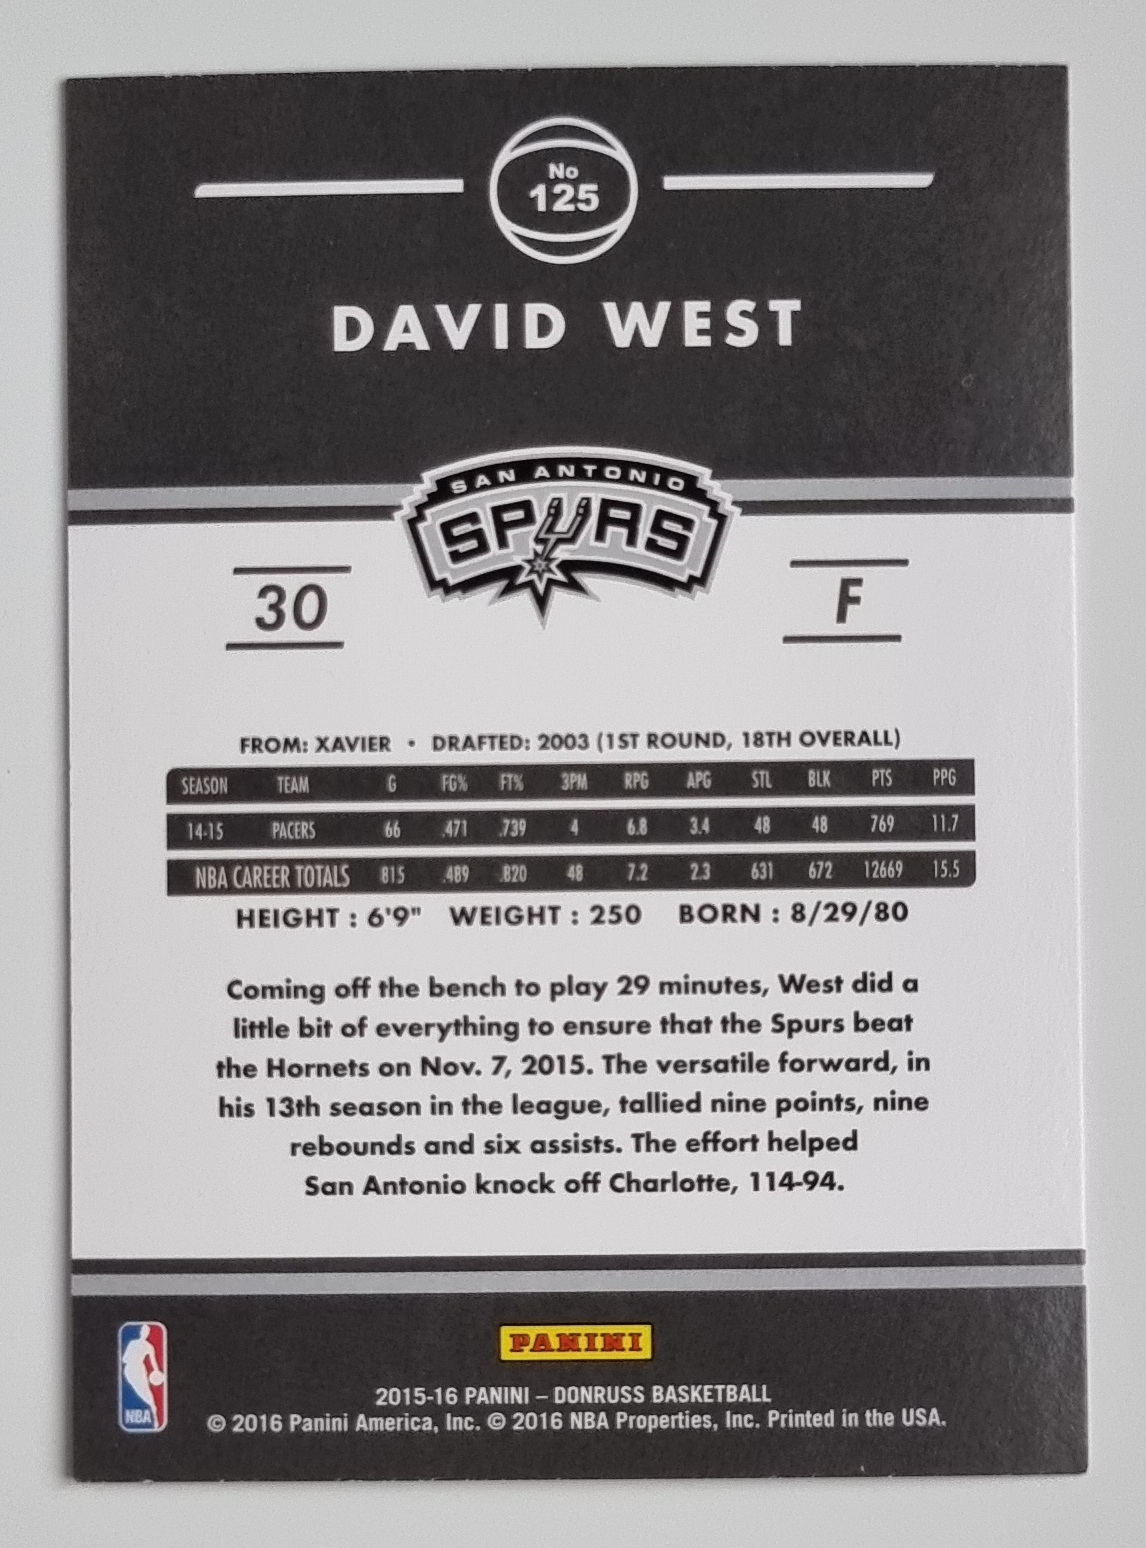 No
125
DAVID WEST
SAN ANTONIO
SPURS
30
F
FROM: XAVIER • DRAFTED: 2003 (1ST ROUND, 18TH OVERALL)
SEASON TEAM G FG% FT% 3PM RPG APG STL BLK PTS PPG
14-15 PACERS 66 .471 .739 4 6.8 3.4 48 48 769 11.7
NBA CAREER TOTALS 815 .489 .820 48 7.2 2.3 631 672 12669 15.5
HEIGHT : 6'9" WEIGHT : 250 BORN : 8/29/80
Coming off the bench to play 29 minutes, West did a
little bit of everything to ensure that the Spurs beat
the Hornets on Nov. 7, 2015. The versatile forward, in
his 13th season in the league, tallied nine points, nine
rebounds and six assists. The effort helped
San Antonio knock off Charlotte, 114-94.
PANINI
NBA
2015-16 PANINI – DONRUSS BASKETBALL
© 2016 Panini America, Inc. © 2016 NBA Properties, Inc. Printed in the USA.